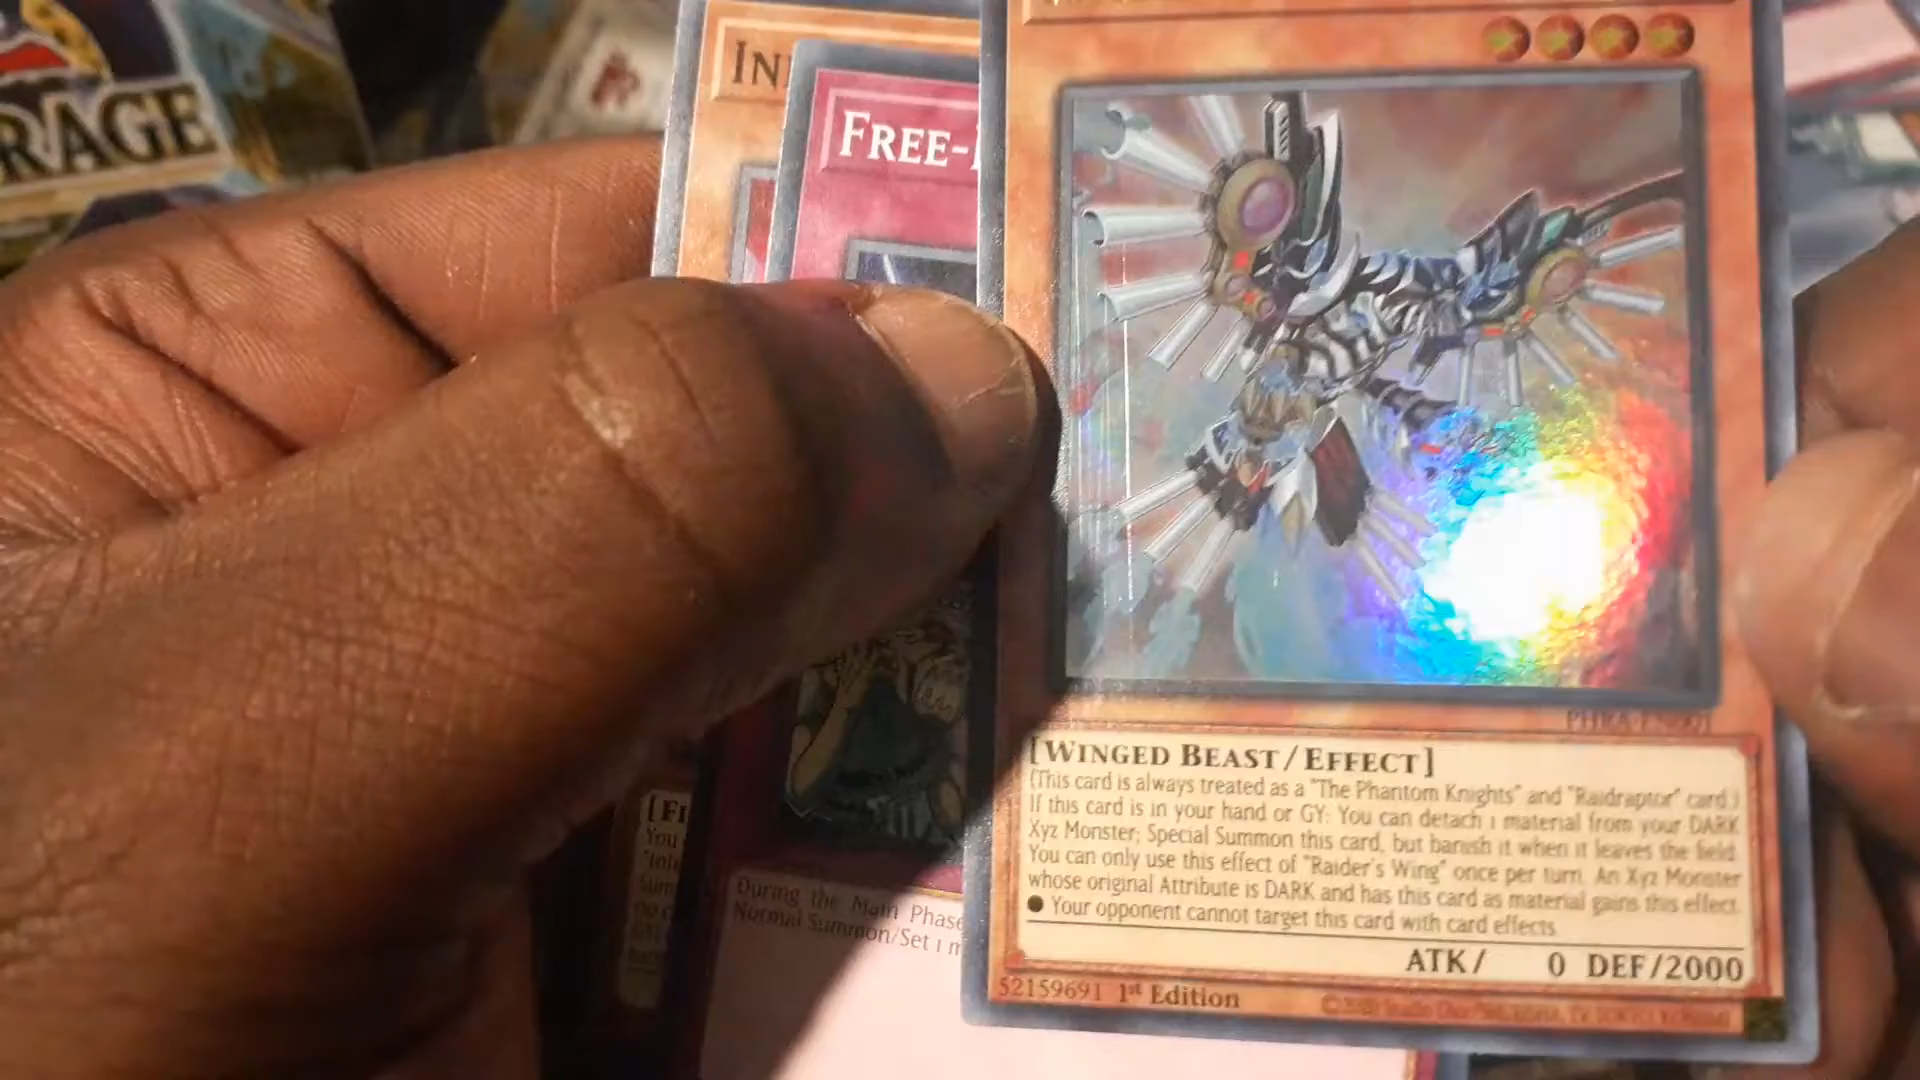 RAGE
IN
FREE-
PHRA-EN001
[WINGED BEAST/EFFECT]
(This card is always treated as a "The Phantom Knights" and "Raidraptor" card.)
If this card is in your hand or GY: You can detach 1 material from your DARK
Xyz Monster; Special Summon this card, but banish it when it leaves the field.
You can only use this effect of "Raider's Wing" once per turn. An Xyz Monster
whose original Attribute is DARK and has this card as material gains this effect.
● Your opponent cannot target this card with card effects.
ATK/ 0 DEF/2000
52159691 1st Edition
[FI
You
During the Main Phase
Normal Summon/Set 1 m